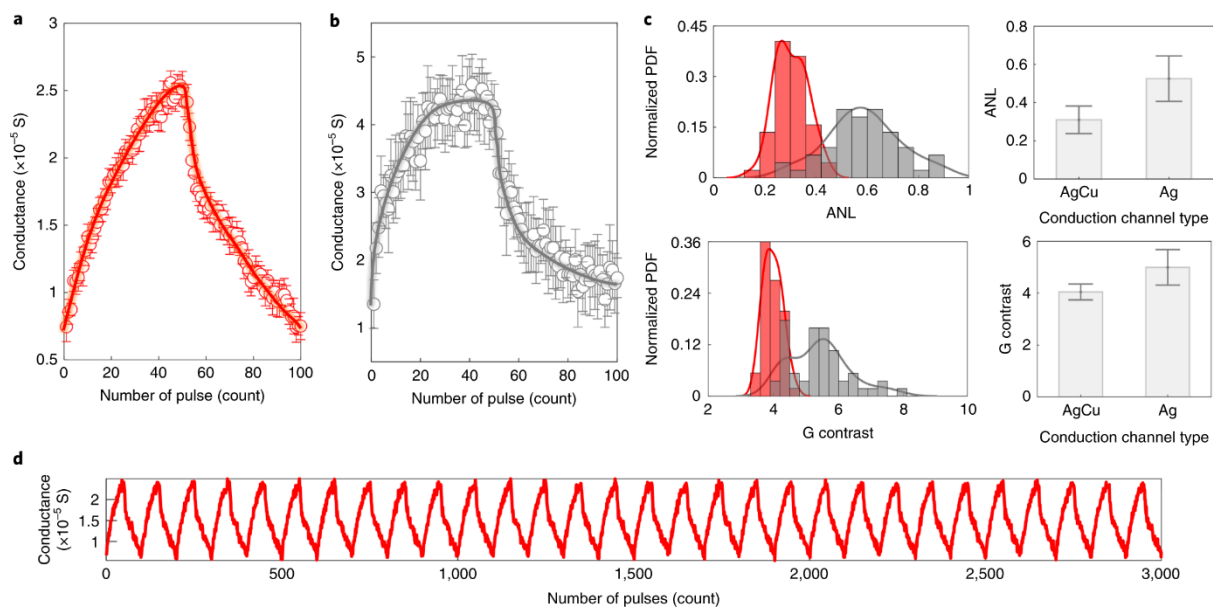 a
3
2.5
2.0
1.5
1.0
0.5
Conductance (×10⁻⁵ S)
0 20 40 60 80 100
Number of pulse (count)
b
5
4
3
2
1
Conductance (×10⁻⁵ S)
0 20 40 60 80 100
Number of pulse (count)
c
0.45
0.30
0.15
0
Normalized PDF
0 0.2 0.4 0.6 0.8 1
ANL
0.8
0.6
0.4
0.2
0
ANL
AgCu Ag
Conduction channel type
0.36
0.24
0.12
0
Normalized PDF
2 4 6 8 10
G contrast
6
4
2
0
G contrast
AgCu Ag
Conduction channel type
d
Conductance
(×10⁻⁵ S)
2
1.5
1
0 500 1,000 1,500 2,000 2,500 3,000
Number of pulses (count)